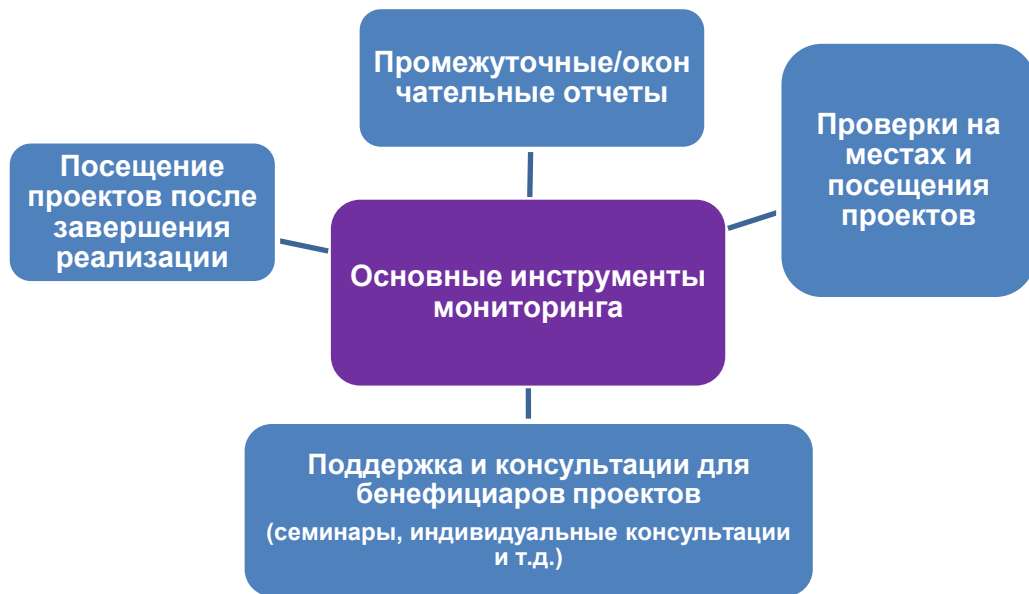 Промежуточные/окон
чательные отчеты
Проверки на
местах и
посещения
проектов
Посещение
проектов после
завершения
реализации
Основные инструменты
мониторинга
Поддержка и консультации для
бенефициаров проектов
(семинары, индивидуальные консультации
и т.д.)